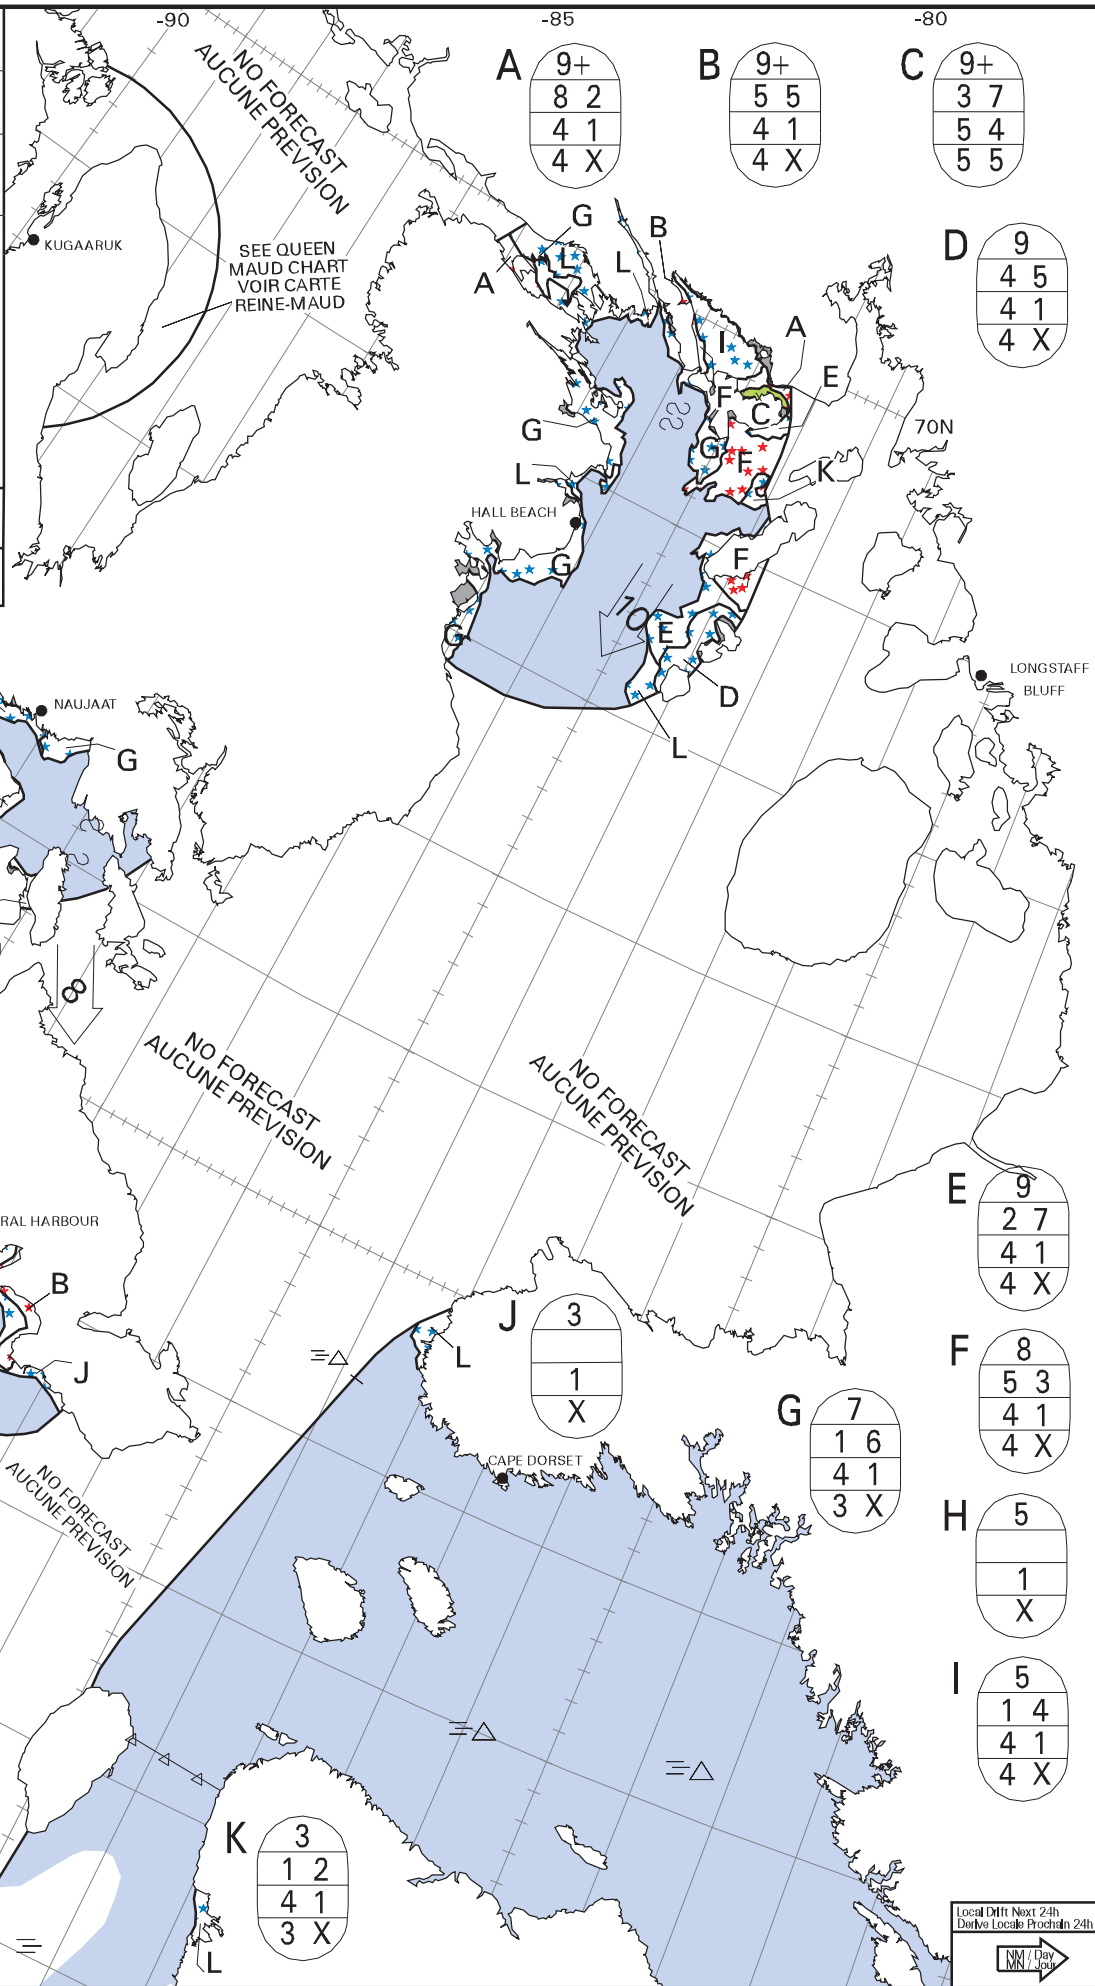 -90
-85
-80
NO FORECAST
AUCUNE PREVISION
A
9+
8 2
4 1
4 X
B
9+
5 5
4 1
4 X
C
9+
3 7
5 4
5 5
KUGAARUK
SEE QUEEN
MAUD CHART
VOIR CARTE
REINE-MAUD
G
B
L
L
A
D
9
4 5
4 1
4 X
I
A
E
F
C
70N
G
G
F
L
K
J
HALL BEACH
G
F
10
G
E
D
L
LONGSTAFF
BLUFF
NAUJAAT
G
8
NO FORECAST
AUCUNE PREVISION
NO FORECAST
AUCUNE PREVISION
E
9
2 7
4 1
4 X
RAL HARBOUR
B
J
J
3
1
X
L
F
8
5 3
4 1
4 X
G
7
1 6
4 1
3 X
CAPE DORSET
NO FORECAST
AUCUNE PREVISION
H
5
1
X
I
5
1 4
4 1
4 X
K
3
1 2
4 1
3 X
L
Local Drift Next 24h
Derive Locale Prochain 24h
NM / Day
MN / Jour